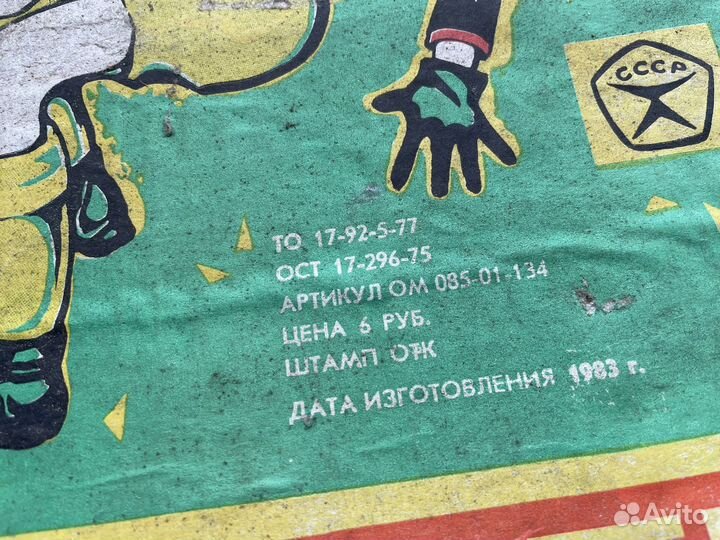 СССР
ТО 17-92-5-77
ОСТ 17-296-75
АРТИКУЛ ОМ 085-01-134
ЦЕНА 6 РУБ.
ШТАМП ОТК
ДАТА ИЗГОТОВЛЕНИЯ 1983 г.
Avito